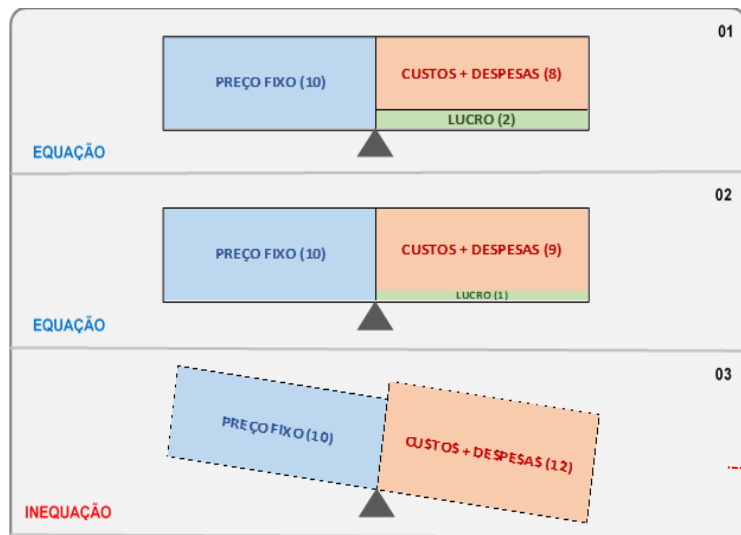 01
PREÇO FIXO (10)
CUSTOS + DESPESAS (8)
LUCRO (2)
EQUAÇÃO
02
PREÇO FIXO (10)
CUSTOS + DESPESAS (9)
LUCRO (1)
EQUAÇÃO
03
PREÇO FIXO (10)
CUSTOS + DESPESAS (12)
INEQUAÇÃO